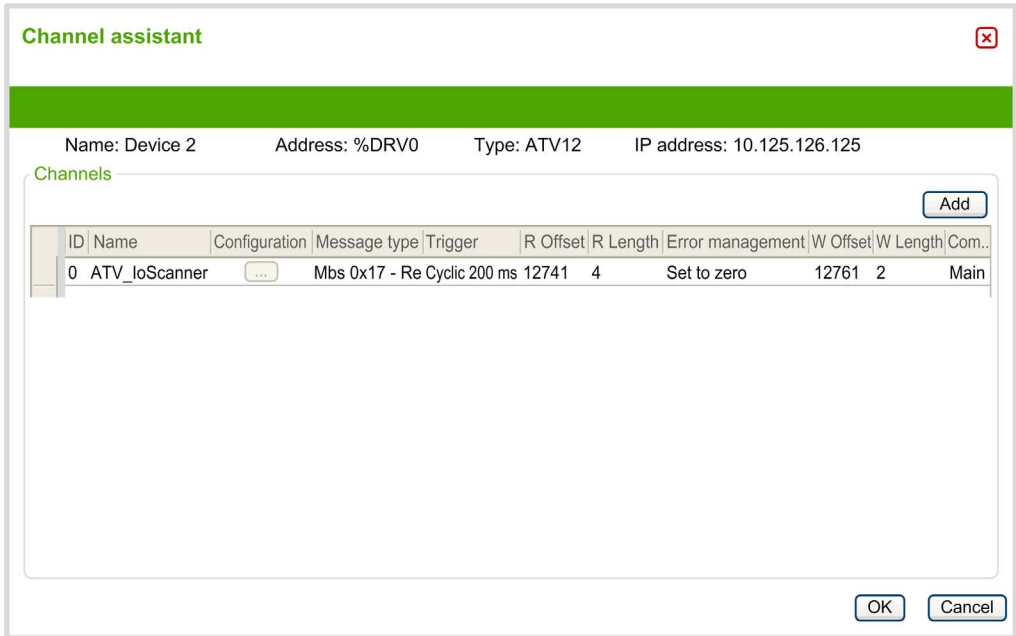 Channel assistant
Name: Device 2 Address: %DRV0 Type: ATV12 IP address: 10.125.126.125
Channels
Add
ID Name Configuration Message type Trigger R Offset R Length Error management W Offset W Length Com..
0 ATV_IoScanner ... Mbs 0x17 - Re Cyclic 200 ms 12741 4 Set to zero 12761 2 Main
OK Cancel